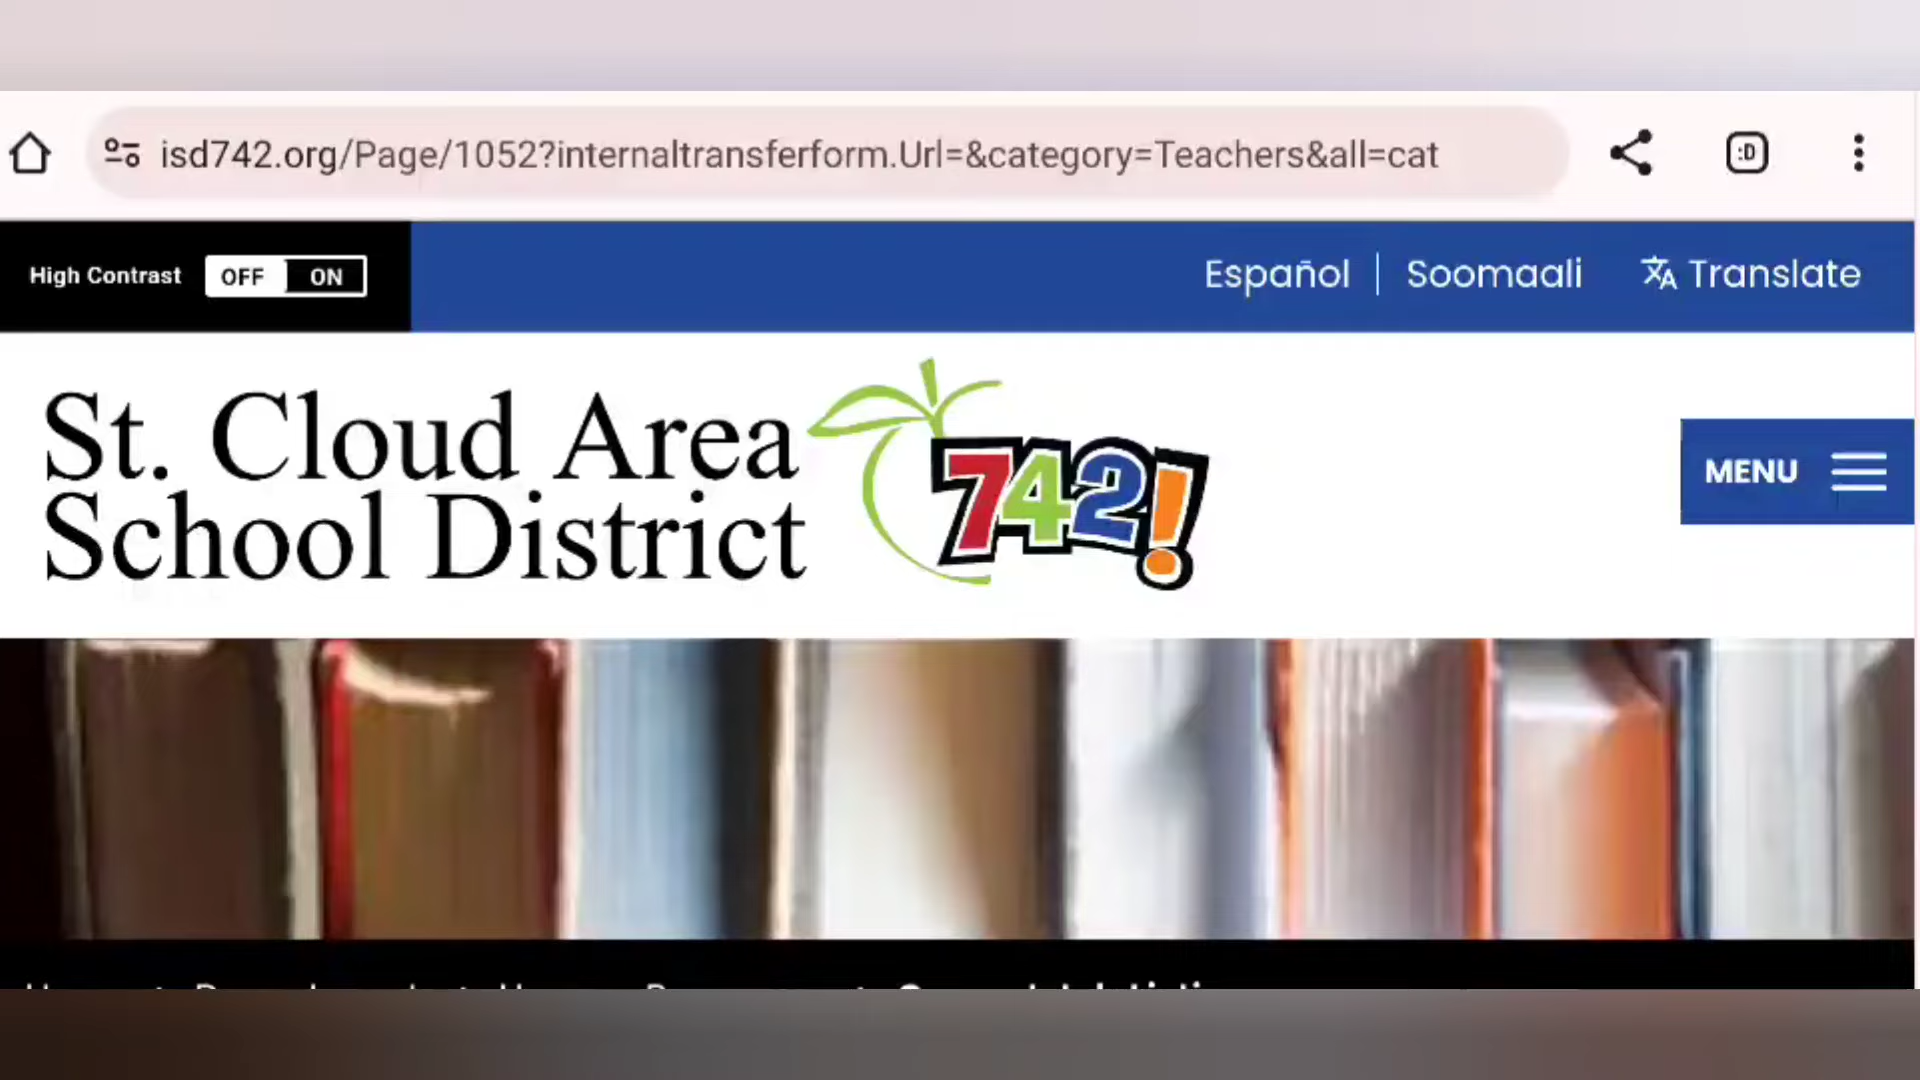 isd742.org/Page/1052?internaltransferform.Url=&category=Teachers&all=cat
:D
High Contrast OFF ON
Español | Soomaali Translate
St. Cloud Area
School District
742!
MENU